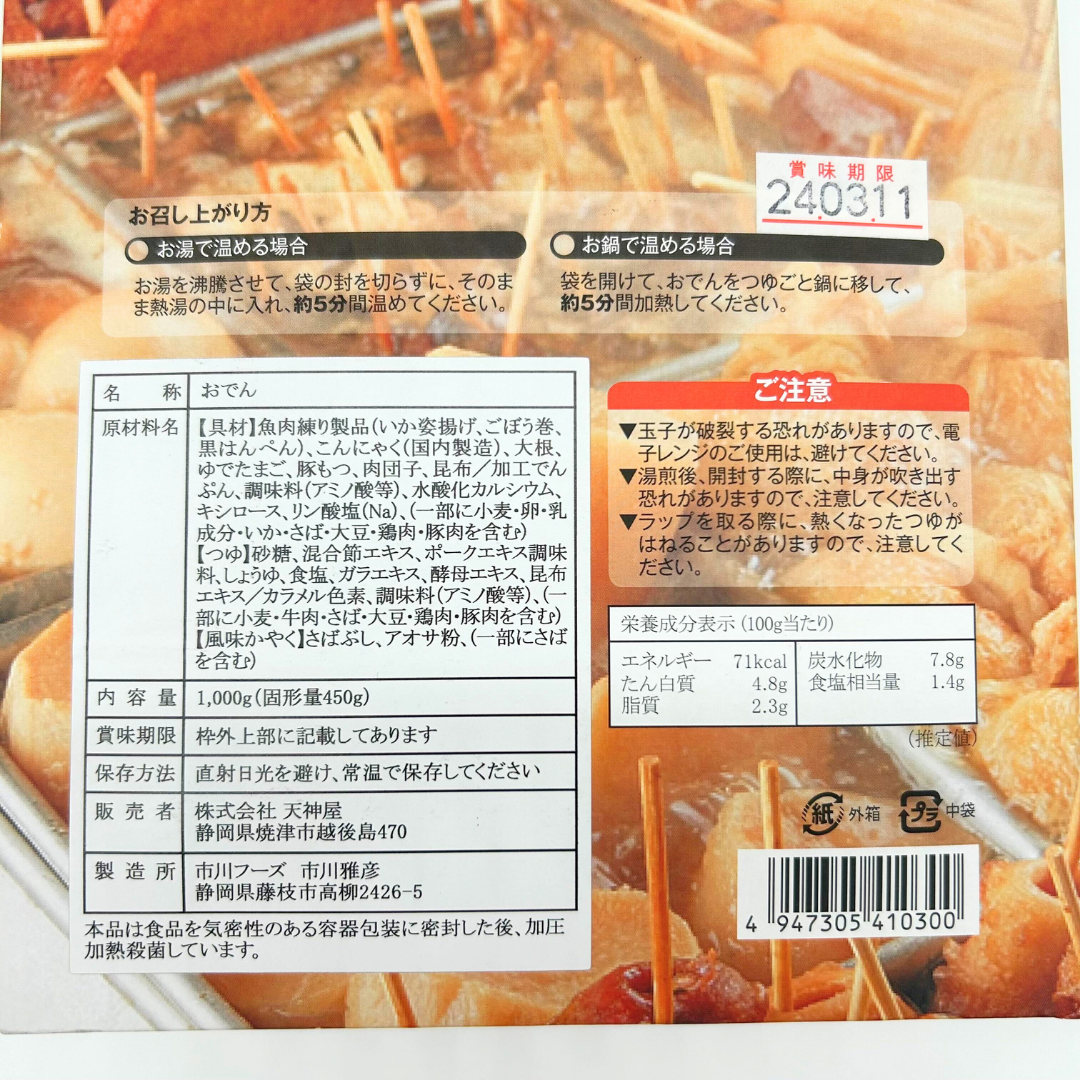 賞味期限
240311
お召し上がり方
お湯で温める場合
お湯を沸騰させて、袋の封を切らずに、そのま
ま熱湯の中に入れ、約5分間温めてください。
お鍋で温める場合
袋を開けて、おでんをつゆごと鍋に移して、
約5分間加熱してください。
名称 おでん
原材料名 【具材】魚肉練り製品(いか姿揚げ、ごぼう巻、
黒はんぺん)、こんにゃく(国内製造)、大根、
ゆでたまご、豚もつ、肉団子、昆布/加工でん
ぷん、調味料(アミノ酸等)、水酸化カルシウム、
キシロース、リン酸塩(Na)、(一部に小麦・卵・乳
成分・いか・さば・大豆・鶏肉・豚肉を含む)
【つゆ】砂糖、混合節エキス、ポークエキス調味
料、しょうゆ、食塩、ガラエキス、酵母エキス、昆布
エキス/カラメル色素、調味料(アミノ酸等)、(一
部に小麦・牛肉・さば・大豆・鶏肉・豚肉を含む)
【風味かやく】さばぶし、アオサ粉、(一部にさば
を含む)
内容量 1,000g(固形量450g)
賞味期限 枠外上部に記載してあります
保存方法 直射日光を避け、常温で保存してください
販売者 株式会社 天神屋
静岡県焼津市越後島470
製造所 市川フーズ 市川雅彦
静岡県藤枝市高柳2426-5
本品は食品を気密性のある容器包装に密封した後、加圧
加熱殺菌しています。
ご注意
▼玉子が破裂する恐れがありますので、電
子レンジのご使用は、避けてください。
▼湯煎後、開封する際に、中身が吹き出す
恐れがありますので、注意してください。
▼ラップを取る際に、熱くなったつゆが
はねることがありますので、注意してく
ださい。
栄養成分表示(100g当たり)
エネルギー 71kcal
たん白質 4.8g
脂質 2.3g
炭水化物 7.8g
食塩相当量 1.4g
(推定値)
紙 外箱 プラ 中袋
4 947305 410300